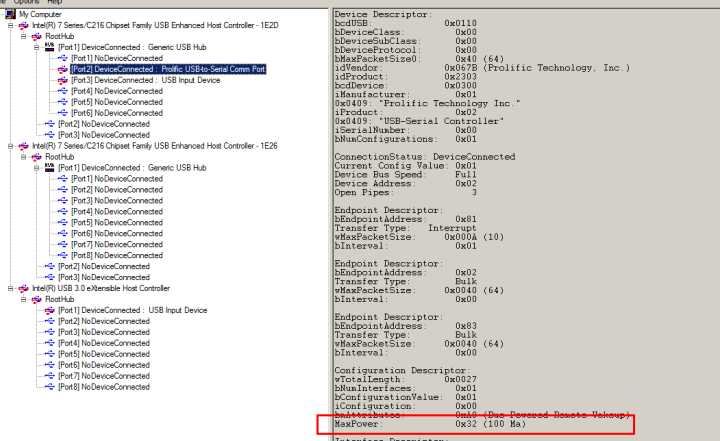 Options Help
My Computer
Intel(R) 7 Series/C216 Chipset Family USB Enhanced Host Controller - 1E2D
RootHub
[Port1] DeviceConnected : Generic USB Hub
[Port1] NoDeviceConnected
[Port2] DeviceConnected : Prolific USB-to-Serial Comm Port
[Port3] DeviceConnected : USB Input Device
[Port4] NoDeviceConnected
[Port5] NoDeviceConnected
[Port6] NoDeviceConnected
[Port2] NoDeviceConnected
[Port3] NoDeviceConnected
Intel(R) 7 Series/C216 Chipset Family USB Enhanced Host Controller - 1E26
RootHub
[Port1] DeviceConnected : Generic USB Hub
[Port1] NoDeviceConnected
[Port2] NoDeviceConnected
[Port3] NoDeviceConnected
[Port4] NoDeviceConnected
[Port5] NoDeviceConnected
[Port6] NoDeviceConnected
[Port7] NoDeviceConnected
[Port8] NoDeviceConnected
[Port2] NoDeviceConnected
[Port3] NoDeviceConnected
Intel(R) USB 3.0 eXtensible Host Controller
RootHub
[Port1] DeviceConnected : USB Input Device
[Port2] NoDeviceConnected
[Port3] NoDeviceConnected
[Port4] NoDeviceConnected
[Port5] NoDeviceConnected
[Port6] NoDeviceConnected
[Port7] NoDeviceConnected
[Port8] NoDeviceConnected
Device Descriptor:
bcdUSB: 0x0110
bDeviceClass: 0x00
bDeviceSubClass: 0x00
bDeviceProtocol: 0x00
bMaxPacketSize0: 0x40 (64)
idVendor: 0x067B (Prolific Technology, Inc.)
idProduct: 0x2303
bcdDevice: 0x0300
iManufacturer: 0x01
0x0409: "Prolific Technology Inc."
iProduct: 0x02
0x0409: "USB-Serial Controller"
iSerialNumber: 0x00
bNumConfigurations: 0x01
ConnectionStatus: DeviceConnected
Current Config Value: 0x01
Device Bus Speed: Full
Device Address: 0x02
Open Pipes: 3
Endpoint Descriptor:
bEndpointAddress: 0x81
Transfer Type: Interrupt
wMaxPacketSize: 0x000A (10)
bInterval: 0x01
Endpoint Descriptor:
bEndpointAddress: 0x02
Transfer Type: Bulk
wMaxPacketSize: 0x0040 (64)
bInterval: 0x00
Endpoint Descriptor:
bEndpointAddress: 0x83
Transfer Type: Bulk
wMaxPacketSize: 0x0040 (64)
bInterval: 0x00
Configuration Descriptor:
wTotalLength: 0x0027
bNumInterfaces: 0x01
bConfigurationValue: 0x01
iConfiguration: 0x00
bmAttributes: 0xA0 (Bus Powered Remote Wakeup)
MaxPower: 0x32 (100 Ma)
Interface Descriptor: